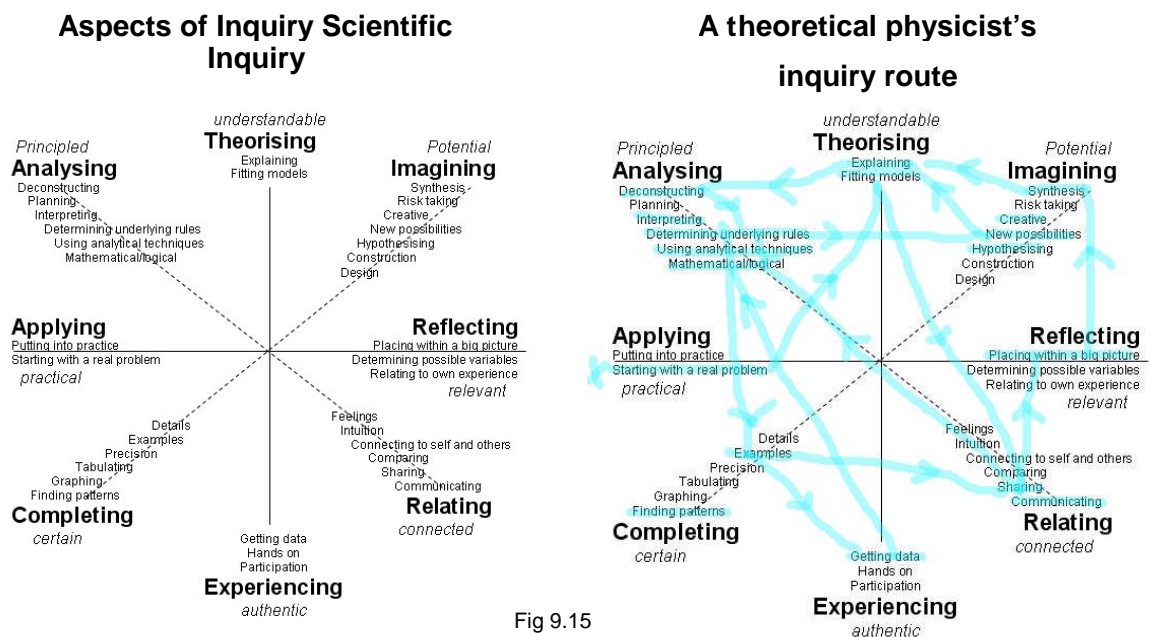 Aspects of Inquiry Scientific
Inquiry
understandable
Theorising
Explaining
Fitting models
Principled
Analysing
Deconstructing
Planning
Interpreting
Determining underlying rules
Using analytical techniques
Mathematical/logical
Potential
Imagining
Synthesis
Risk taking
Creative
New possibilities
Hypothesising
Construction
Design
Applying
Putting into practice
Starting with a real problem
practical
Reflecting
Placing within a big picture
Determining possible variables
Relating to own experience
relevant
Details
Examples
Precision
Tabulating
Graphing
Finding patterns
Completing
certain
Feelings
Intuition
Connecting to self and others
Comparing
Sharing
Communicating
Relating
connected
Getting data
Hands on
Participation
Experiencing
authentic
A theoretical physicist's
inquiry route
understandable
Theorising
Explaining
Fitting models
Principled
Analysing
Deconstructing
Planning
Interpreting
Determining underlying rules
Using analytical techniques
Mathematical/logical
Potential
Imagining
Synthesis
Risk taking
Creative
New possibilities
Hypothesising
Construction
Design
Applying
Putting into practice
Starting with a real problem
practical
Reflecting
Placing within a big picture
Determining possible variables
Relating to own experience
relevant
Details
Examples
Precision
Tabulating
Graphing
Finding patterns
Completing
certain
Feelings
Intuition
Connecting to self and others
Comparing
Sharing
Communicating
Relating
connected
Getting data
Hands on
Participation
Experiencing
authentic
Fig 9.15